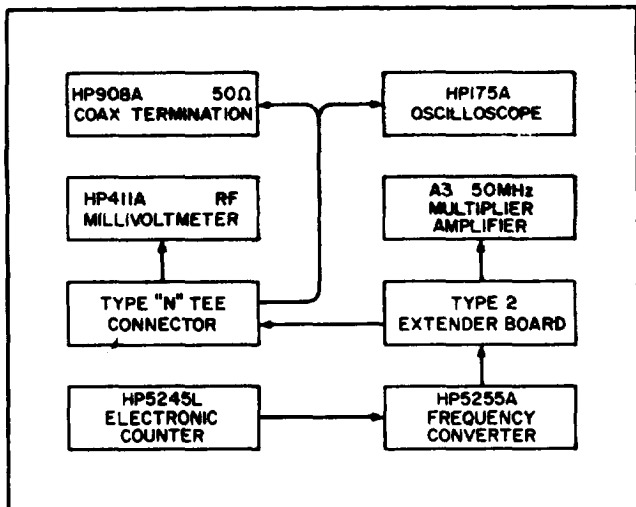 HP908A 50Ω
COAX TERMINATION
HP175A
OSCILLOSCOPE
HP411A RF
MILLIVOLTMETER
A3 50MHz
MULTIPLIER
AMPLIFIER
TYPE "N" TEE
CONNECTOR
TYPE 2
EXTENDER BOARD
HP5245L
ELECTRONIC
COUNTER
HP5255A
FREQUENCY
CONVERTER